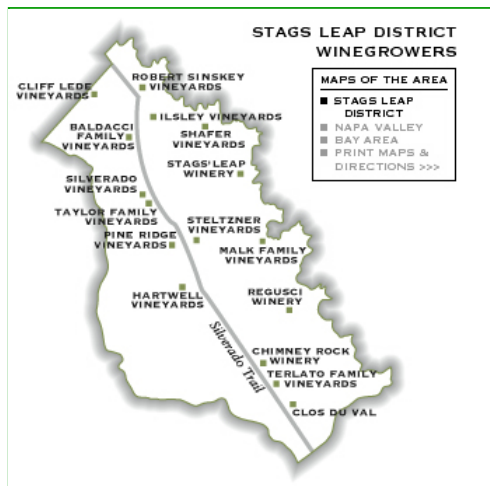 STAGS LEAP DISTRICT
WINEGROWERS
MAPS OF THE AREA
STAGS LEAP
DISTRICT
NAPA VALLEY
BAY AREA
PRINT MAPS &
DIRECTIONS >>>
CLIFF LEDE
VINEYARDS
ROBERT SINSKEY
VINEYARDS
ILSLEY VINEYARDS
SHAFER
VINEYARDS
BALDACCI
FAMILY
VINEYARDS
STAGS' LEAP
WINERY
SILVERADO
VINEYARDS
TAYLOR FAMILY
VINEYARDS
STELTZNER
VINEYARDS
PINE RIDGE
VINEYARDS
MALK FAMILY
VINEYARDS
HARTWELL
VINEYARDS
REGUSCI
WINERY
Silverado Trail
CHIMNEY ROCK
WINERY
TERLATO FAMILY
VINEYARDS
CLOS DU VAL